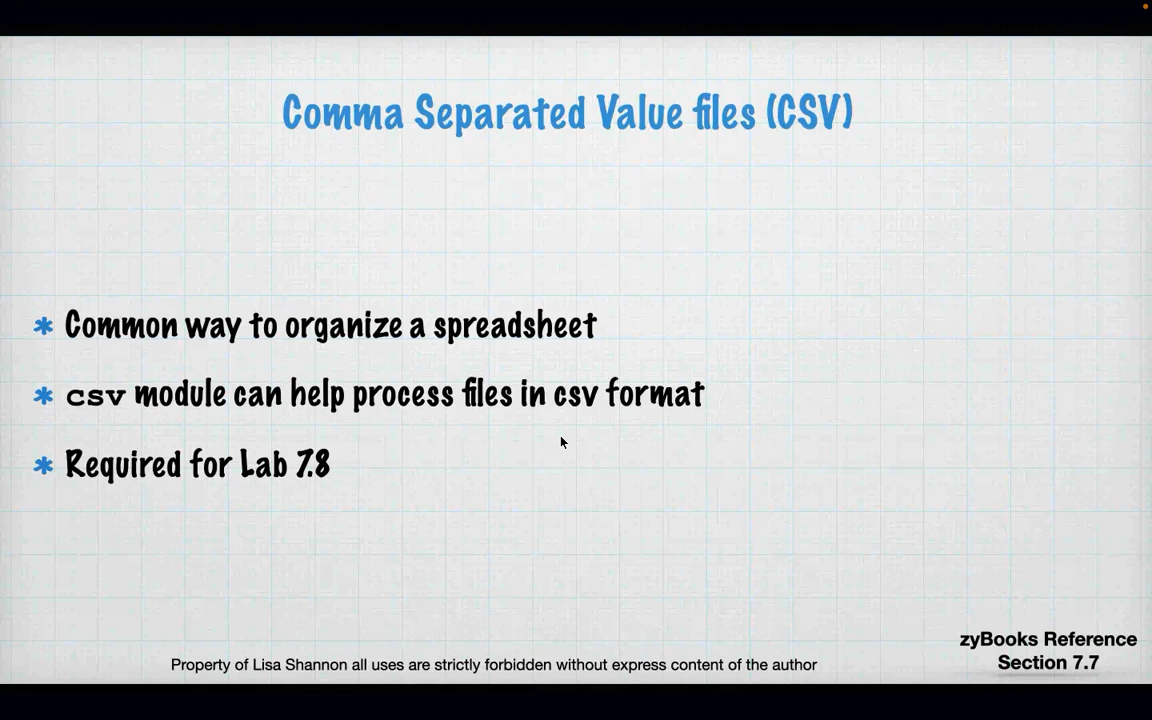 Comma Separated Value files (CSV)
* Common way to organize a spreadsheet
* csv module can help process files in csv format
* Required for Lab 7.8
zyBooks Reference
Section 7.7
Property of Lisa Shannon all uses are strictly forbidden without express content of the author